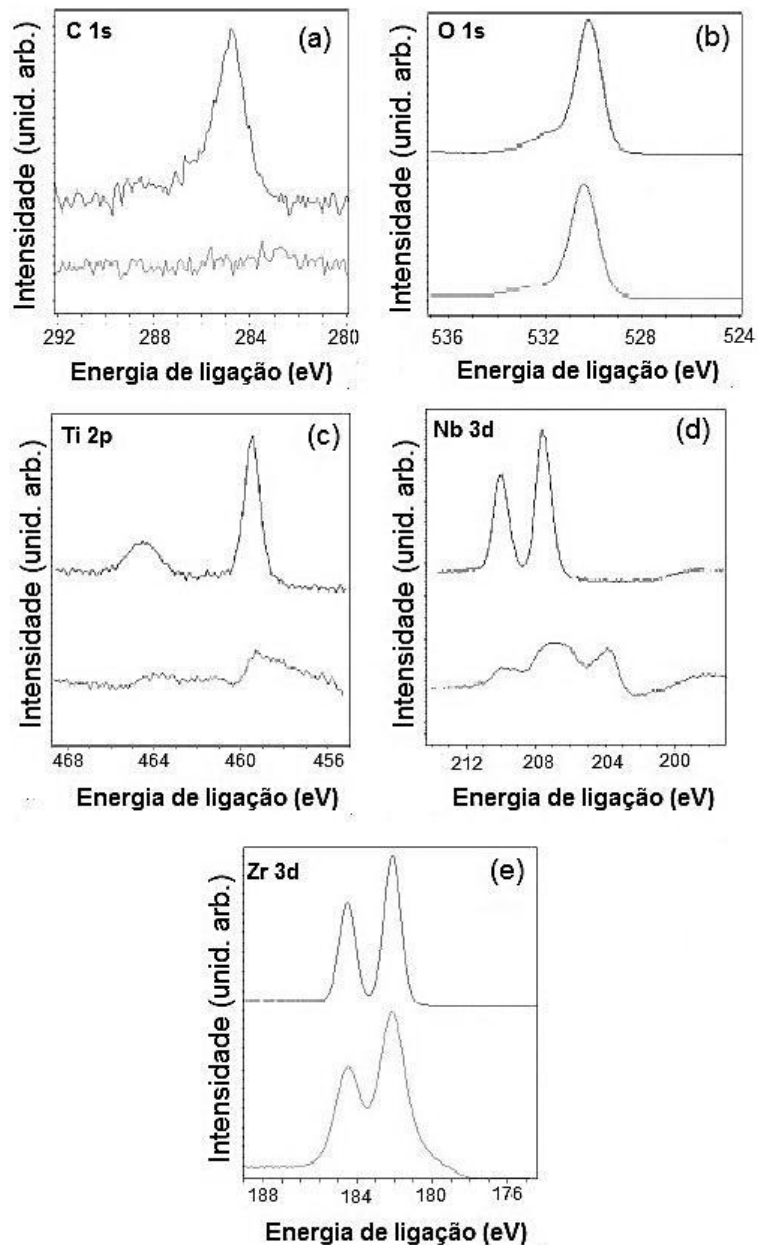 C 1s
(a)
Intensidade (unid. arb.)
292 288 284 280
Energia de ligação (eV)
O 1s
(b)
Intensidade (unid. arb.)
536 532 528 524
Energia de ligação (eV)
Ti 2p
(c)
Intensidade (unid. arb.)
468 464 460 456
Energia de ligação (eV)
Nb 3d
(d)
Intensidade (unid. arb.)
212 208 204 200
Energia de ligação (eV)
Zr 3d
(e)
Intensidade (unid. arb.)
188 184 180 176
Energia de ligação (eV)